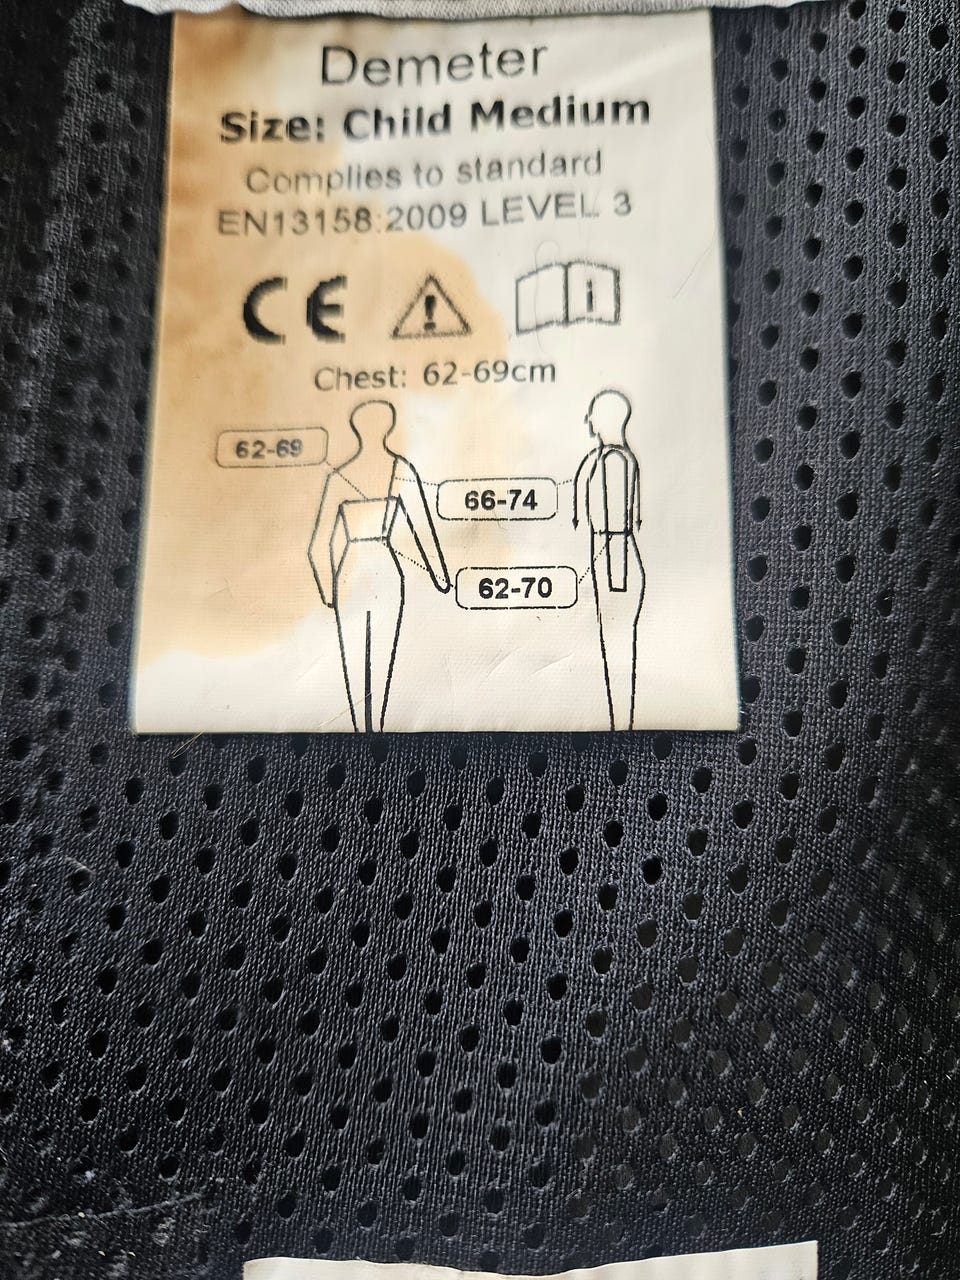 Demeter
Size: Child Medium
Complies to standard
EN13158:2009 LEVEL 3
CE
Chest: 62-69cm
62-69
66-74
62-70